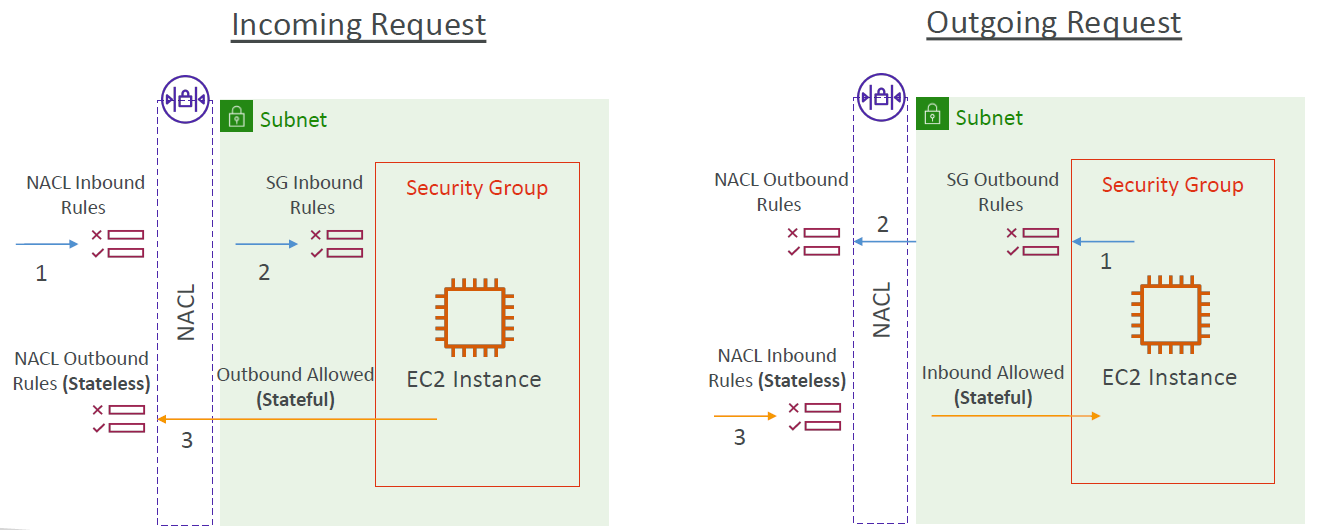 Incoming Request
Subnet
NACL Inbound
Rules
SG Inbound
Rules
Security Group
1
2
NACL
NACL Outbound
Rules (Stateless)
Outbound Allowed
(Stateful)
EC2 Instance
3
Outgoing Request
Subnet
NACL Outbound
Rules
SG Outbound
Rules
Security Group
2
1
NACL
NACL Inbound
Rules (Stateless)
Inbound Allowed
(Stateful)
EC2 Instance
3